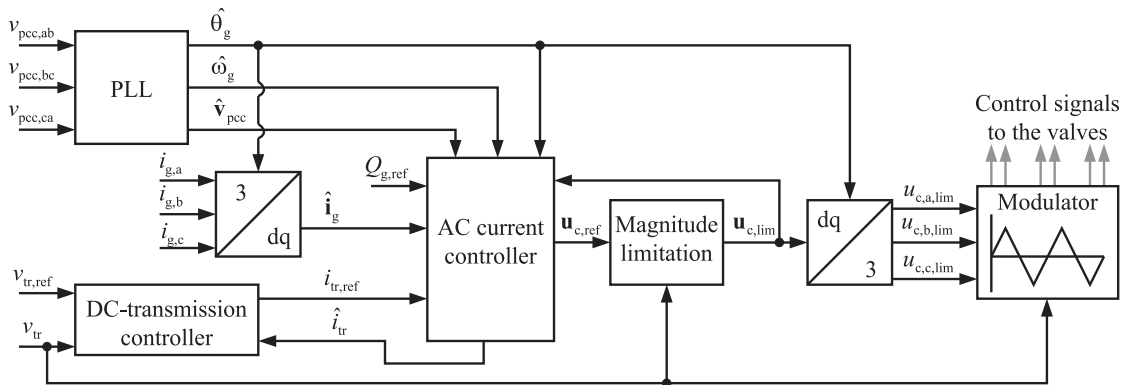 v_pcc,ab
θ̂_g
v_pcc,bc
PLL
ω̂_g
v_pcc,ca
v̂_pcc
Control signals
to the valves
i_g,a
i_g,b
i_g,c
3
dq
î_g
Q_g,ref
AC current
controller
u_c,ref
Magnitude
limitation
u_c,lim
dq
3
u_c,a,lim
u_c,b,lim
u_c,c,lim
Modulator
v_tr,ref
v_tr
DC-transmission
controller
i_tr,ref
î_tr